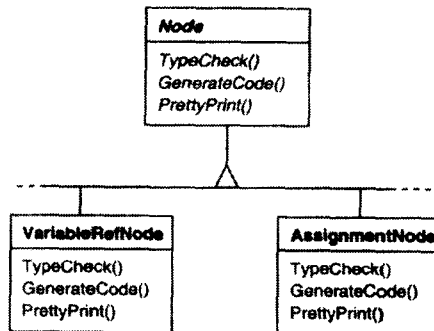 Node
TypeCheck()
GenerateCode()
PrettyPrint()
VariableRefNode
TypeCheck()
GenerateCode()
PrettyPrint()
AssignmentNode
TypeCheck()
GenerateCode()
PrettyPrint()